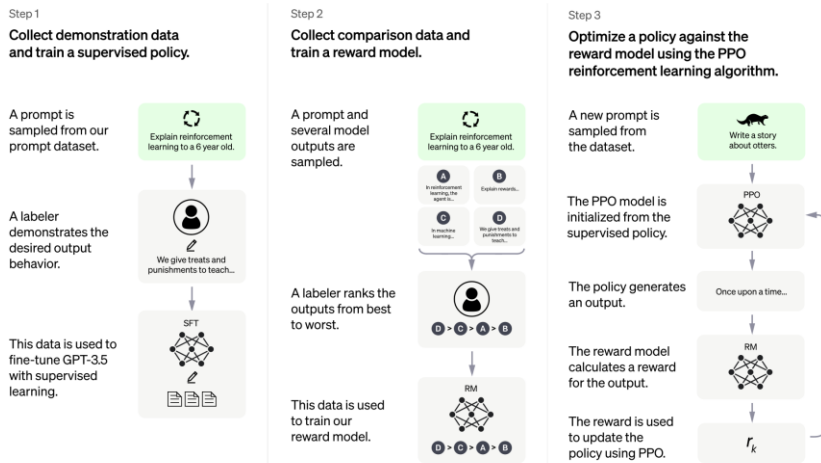 Step 1
Collect demonstration data
and train a supervised policy.
A prompt is
sampled from our
prompt dataset.
Explain reinforcement
learning to a 6 year old.
A labeler
demonstrates the
desired output
behavior.
We give treats and
punishments to teach...
This data is used to
fine-tune GPT-3.5
with supervised
learning.
SFT
Step 2
Collect comparison data and
train a reward model.
A prompt and
several model
outputs are
sampled.
Explain reinforcement
learning to a 6 year old.
A
In reinforcement
learning, the
agent is...
B
Explain rewards...
C
In machine
learning...
D
We give treats and
punishments to
teach...
A labeler ranks the
outputs from best
to worst.
D > C > A > B
This data is used
to train our
reward model.
RM
D > C > A > B
Step 3
Optimize a policy against the
reward model using the PPO
reinforcement learning algorithm.
A new prompt is
sampled from
the dataset.
Write a story
about otters.
The PPO model is
initialized from the
supervised policy.
PPO
The policy generates
an output.
Once upon a time...
The reward model
calculates a reward
for the output.
RM
The reward is used
to update the
policy using PPO.
rk